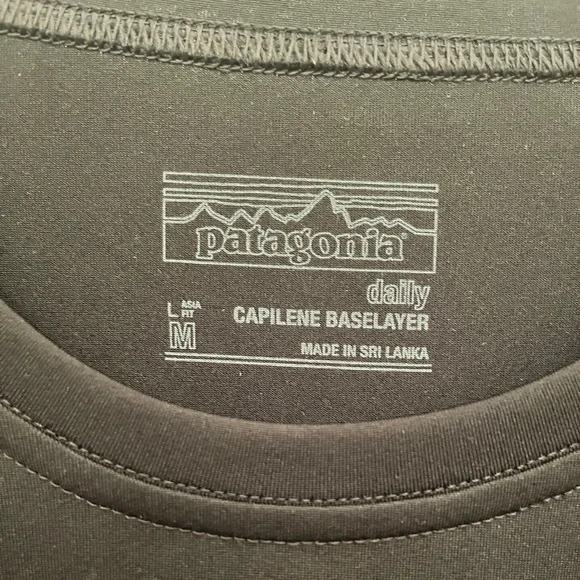 patagonia®
daily
L ASIA FIT
M
CAPILENE BASELAYER
MADE IN SRI LANKA